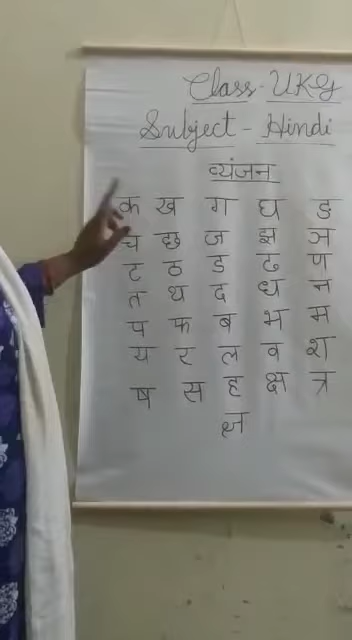 Class- UKG
Subject - Hindi
व्यंजन
क ख ग घ ङ
च छ ज झ ञ
ट ठ ड ढ ण
त थ द ध न
प फ ब भ म
य र ल व श
ष स ह क्ष त्र
ज्ञ